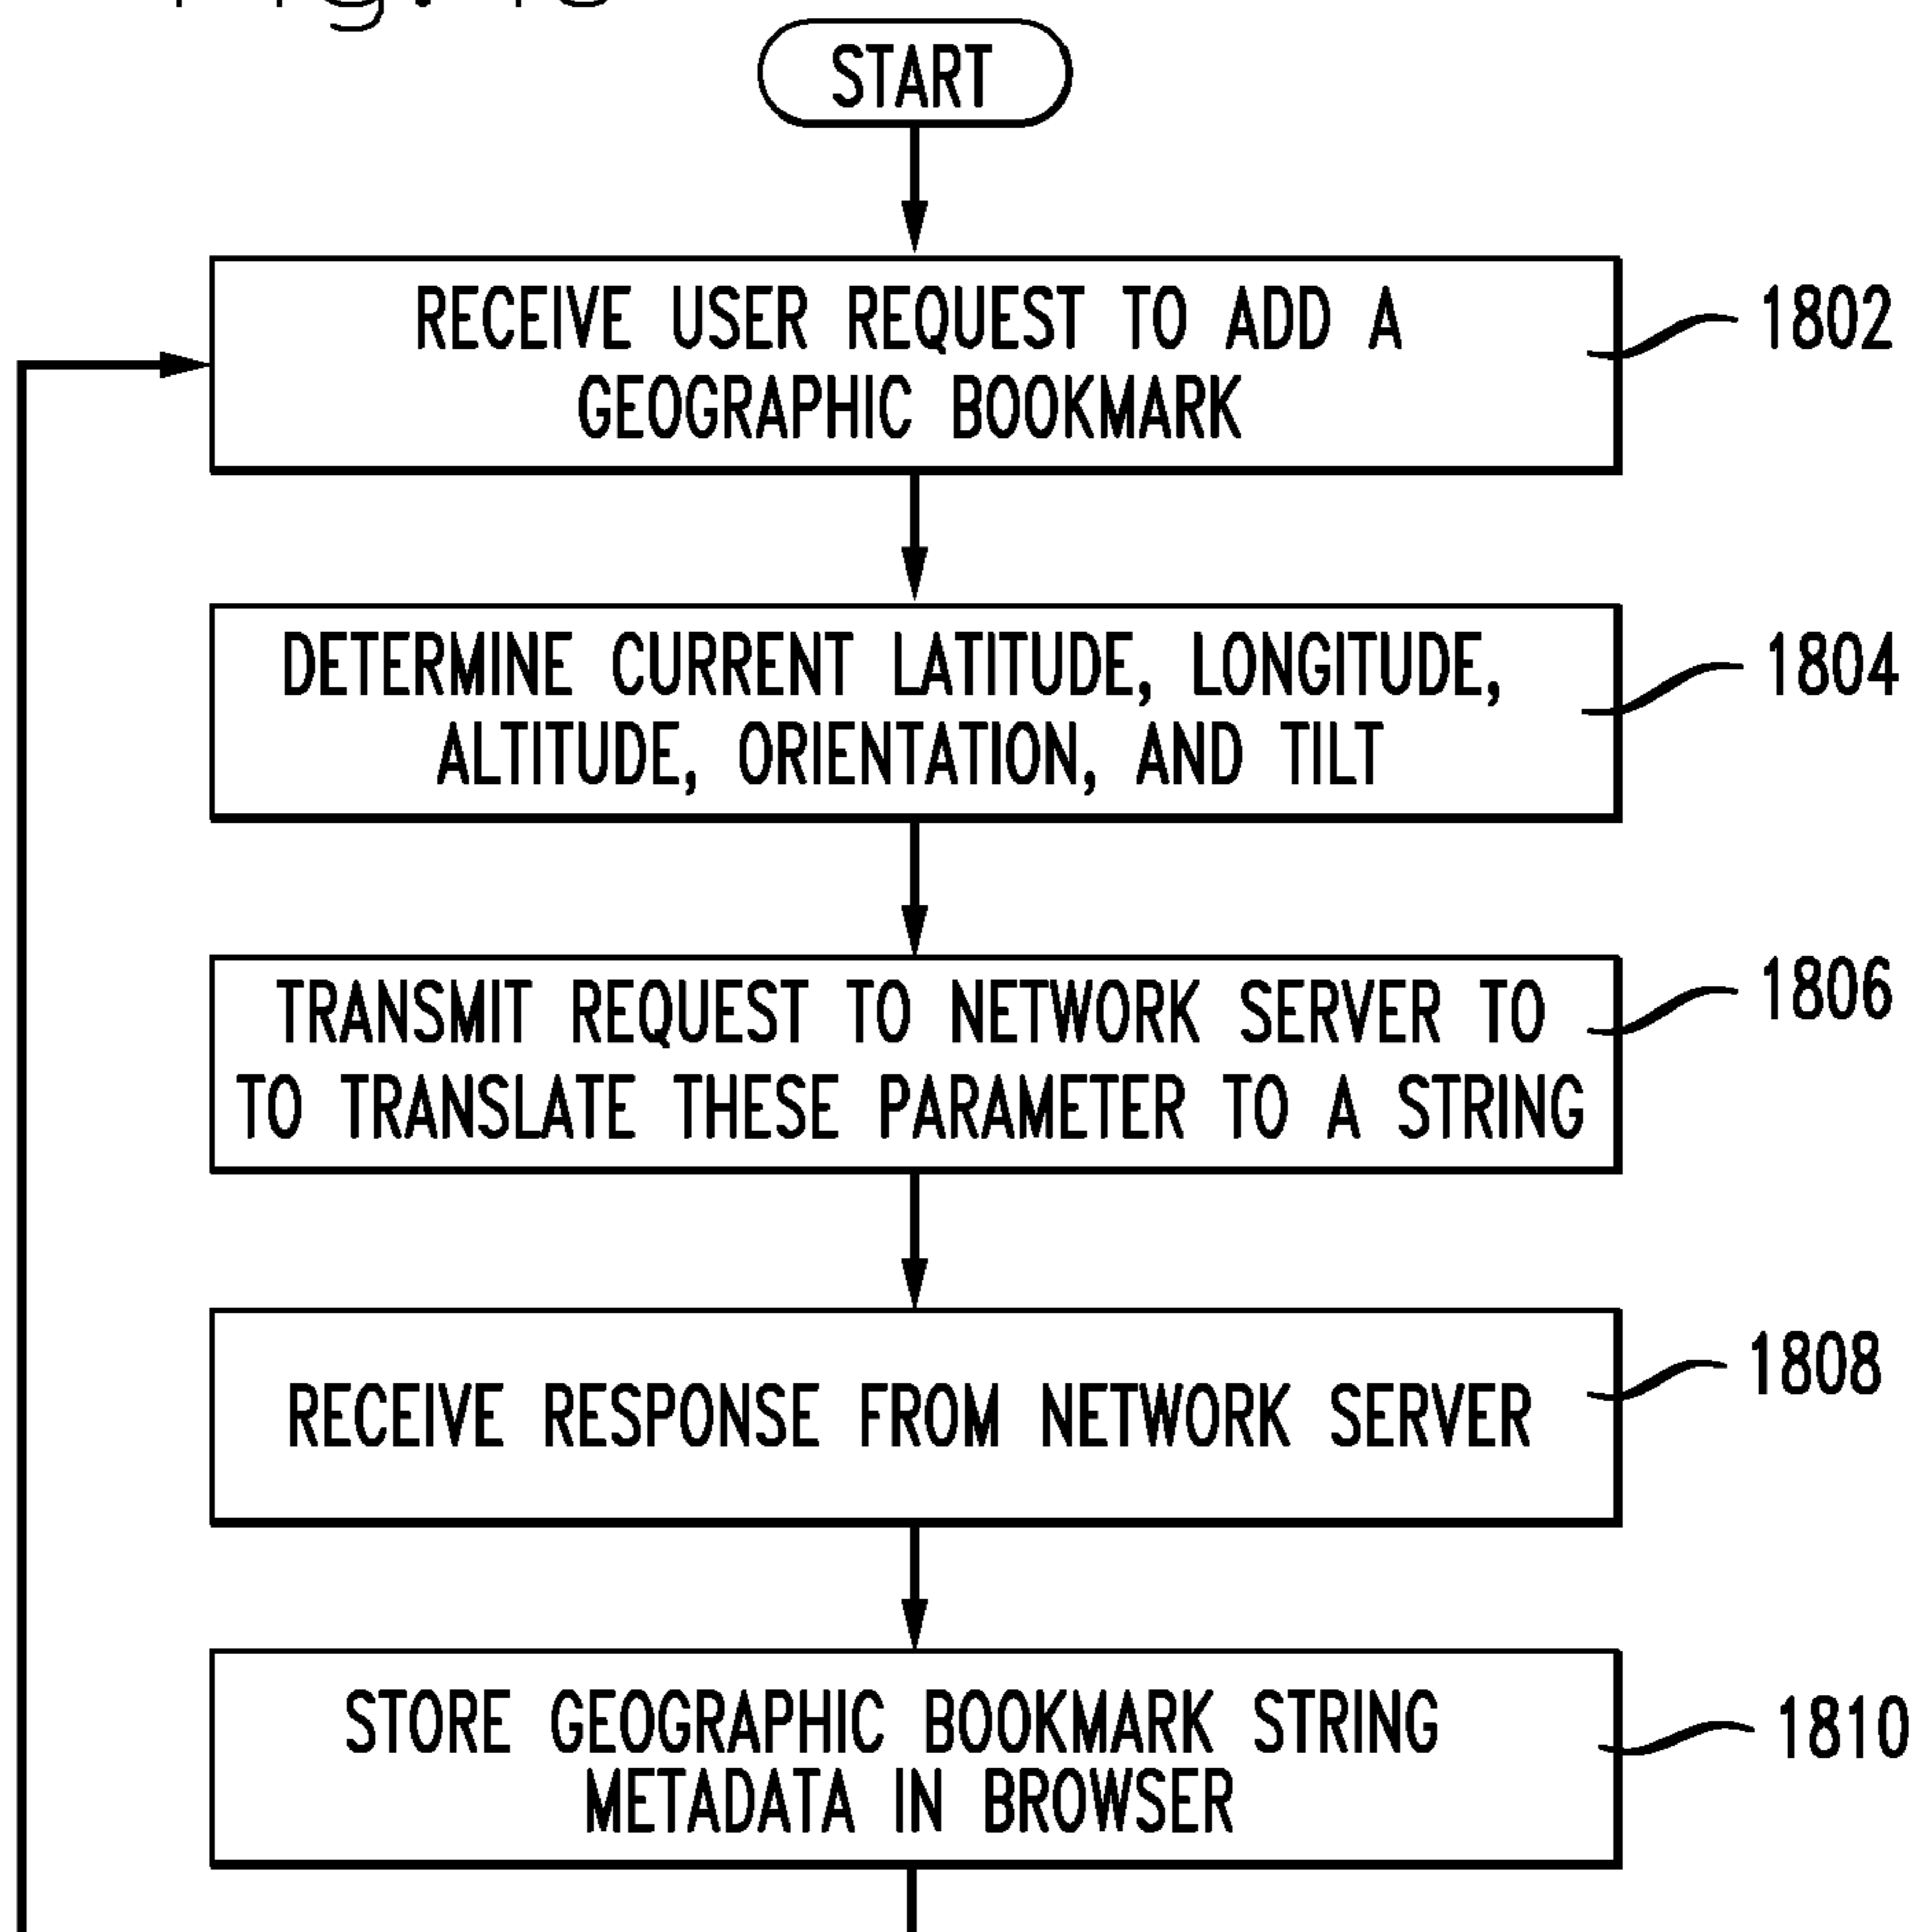 START
RECEIVE USER REQUEST TO ADD A
GEOGRAPHIC BOOKMARK
1802
DETERMINE CURRENT LATITUDE, LONGITUDE,
ALTITUDE, ORIENTATION, AND TILT
1804
TRANSMIT REQUEST TO NETWORK SERVER TO
TO TRANSLATE THESE PARAMETER TO A STRING
1806
RECEIVE RESPONSE FROM NETWORK SERVER
1808
STORE GEOGRAPHIC BOOKMARK STRING
METADATA IN BROWSER
1810